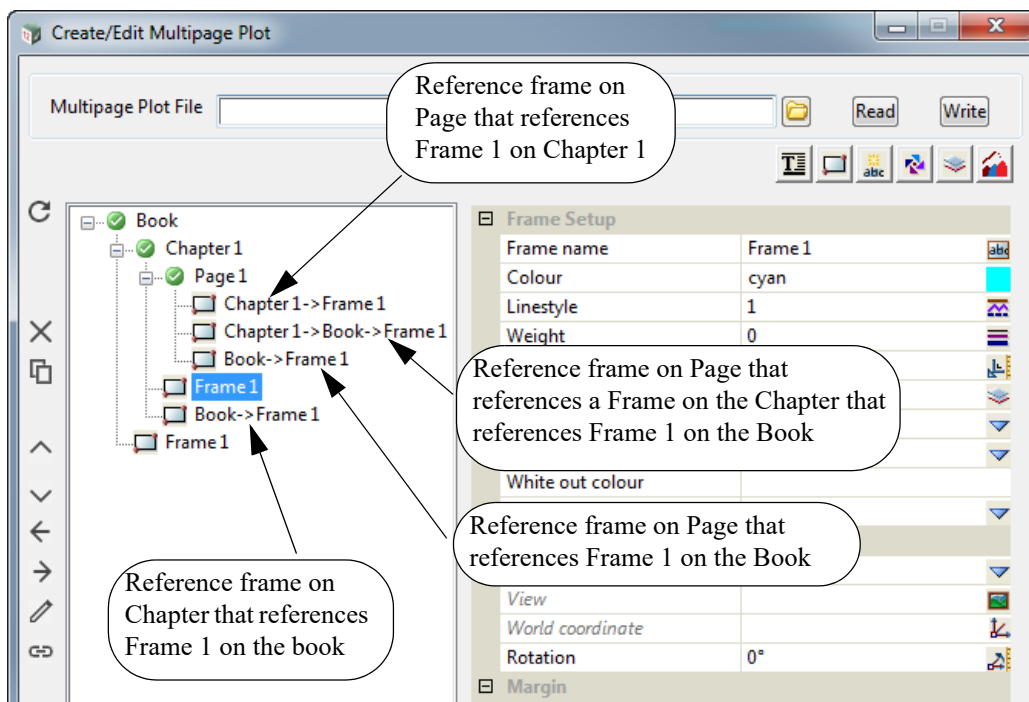 Create/Edit Multipage Plot
Multipage Plot File
Read
Write
Reference frame on
Page that references
Frame 1 on Chapter 1
T
abc
Book
Chapter 1
Page 1
Chapter 1->Frame 1
Chapter 1->Book->Frame 1
Book->Frame 1
Frame 1
Book->Frame 1
Frame 1
Frame Setup
Frame name Frame 1
abc
Colour cyan
Linestyle 1
Weight 0
Reference frame on Page that
references a Frame on the Chapter that
references Frame 1 on the Book
White out colour
Reference frame on Page that
references Frame 1 on the Book
Reference frame on
Chapter that references
Frame 1 on the book
View
World coordinate
Rotation 0°
Margin